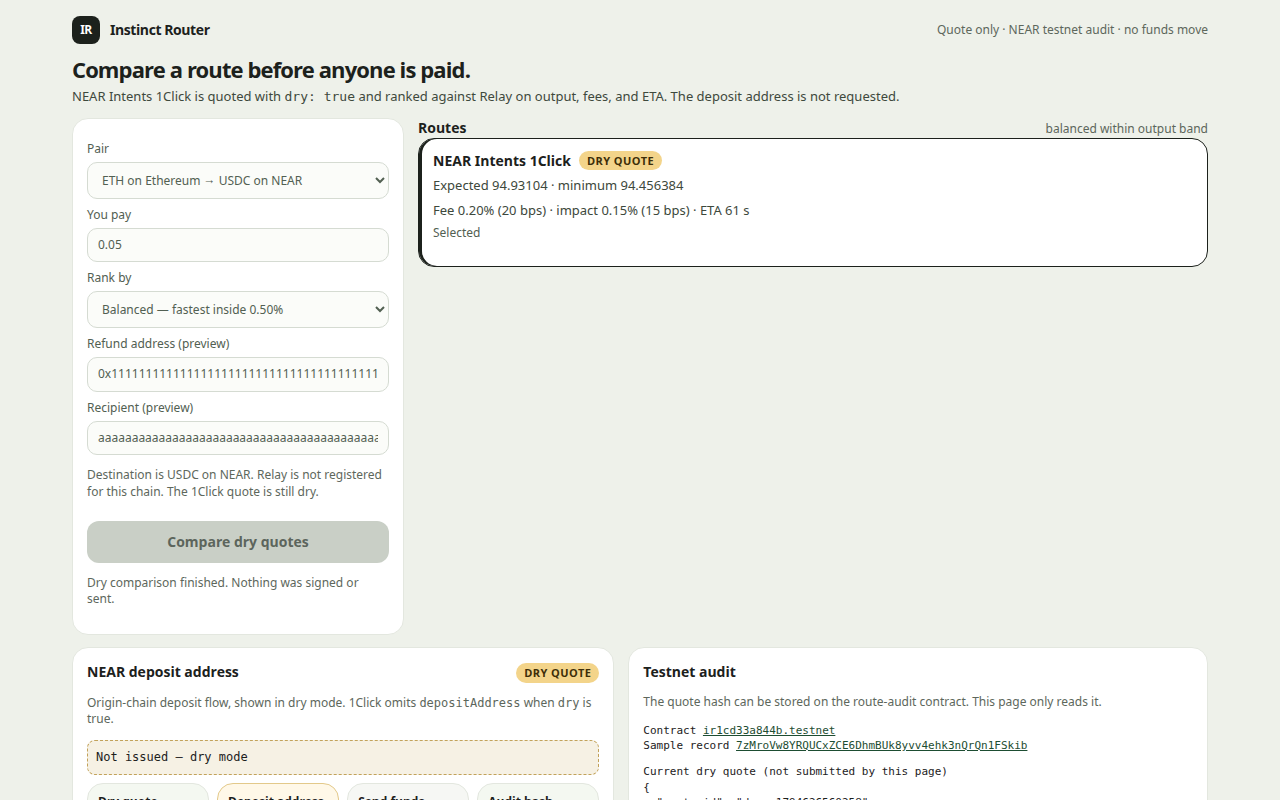 IR Instinct Router
Quote only · NEAR testnet audit · no funds move
Compare a route before anyone is paid.
NEAR Intents 1Click is quoted with dry: true and ranked against Relay on output, fees, and ETA. The deposit address is not requested.
Pair
ETH on Ethereum → USDC on NEAR
You pay
0.05
Rank by
Balanced — fastest inside 0.50%
Refund address (preview)
0x1111111111111111111111111111111111111111
Recipient (preview)
Destination is USDC on NEAR. Relay is not registered
for this chain. The 1Click quote is still dry.
Compare dry quotes
Dry comparison finished. Nothing was signed or
sent.
Routes
balanced within output band
NEAR Intents 1Click DRY QUOTE
Expected 94.93104 · minimum 94.456384
Fee 0.20% (20 bps) · impact 0.15% (15 bps) · ETA 61 s
Selected
NEAR deposit address
DRY QUOTE
Origin-chain deposit flow, shown in dry mode. 1Click omits depositAddress when dry is
true.
Not issued — dry mode
Dry quote
Deposit address
Send funds
Audit hash
Testnet audit
The quote hash can be stored on the route-audit contract. This page only reads it.
Contract ir1cd33a844b.testnet
Sample record 7zMroVw8YRQUCxZCE6DhmBUk8yvv4ehk3nQrQn1FSkib
Current dry quote (not submitted by this page)
{